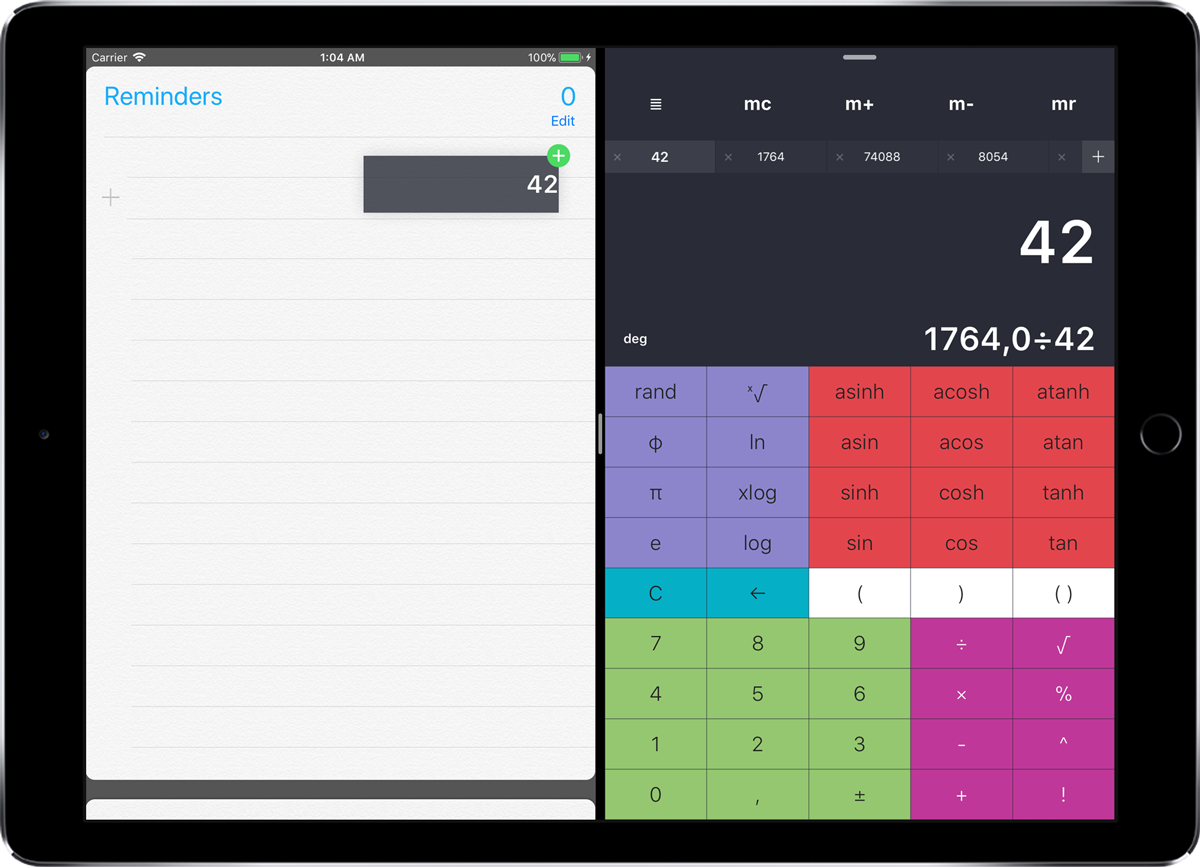 Carrier 1:04 AM 100%
Reminders 0
Edit
+ 42
+
≣ mc m+ m- mr
× 42 × 1764 × 74088 × 8054 × +
42
deg 1764,0÷42
rand ˣ√ asinh acosh atanh
φ ln asin acos atan
π xlog sinh cosh tanh
e log sin cos tan
C ← ( ) ( )
7 8 9 ÷ √
4 5 6 × %
1 2 3 - ^
0 , ± + !